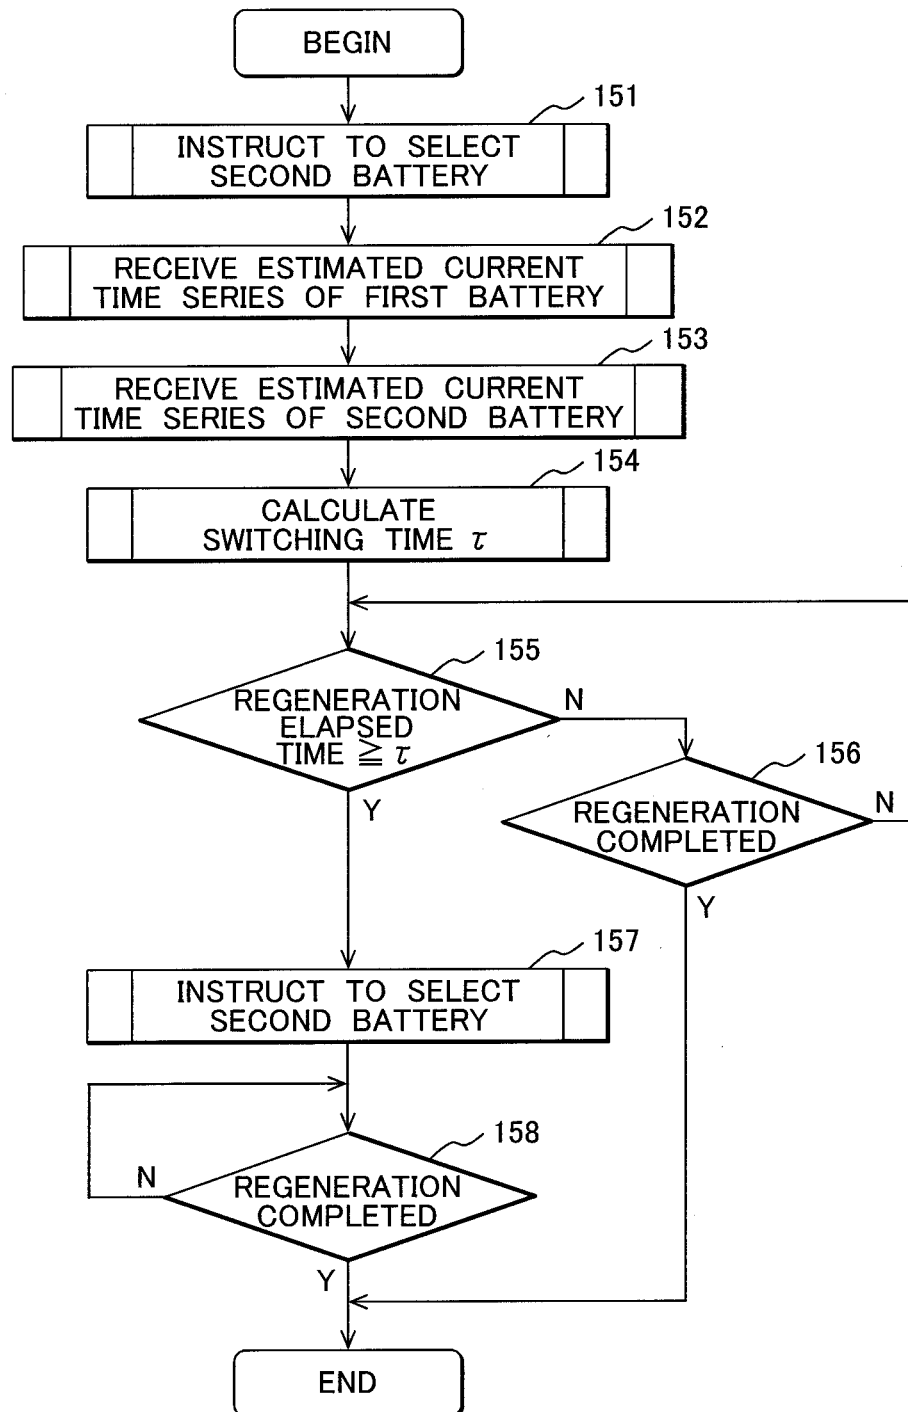 BEGIN
151
INSTRUCT TO SELECT
SECOND BATTERY
152
RECEIVE ESTIMATED CURRENT
TIME SERIES OF FIRST BATTERY
153
RECEIVE ESTIMATED CURRENT
TIME SERIES OF SECOND BATTERY
154
CALCULATE
SWITCHING TIME τ
155
REGENERATION
ELAPSED
TIME ≧ τ
N
Y
156
REGENERATION
COMPLETED
N
Y
157
INSTRUCT TO SELECT
SECOND BATTERY
158
REGENERATION
COMPLETED
N
Y
END